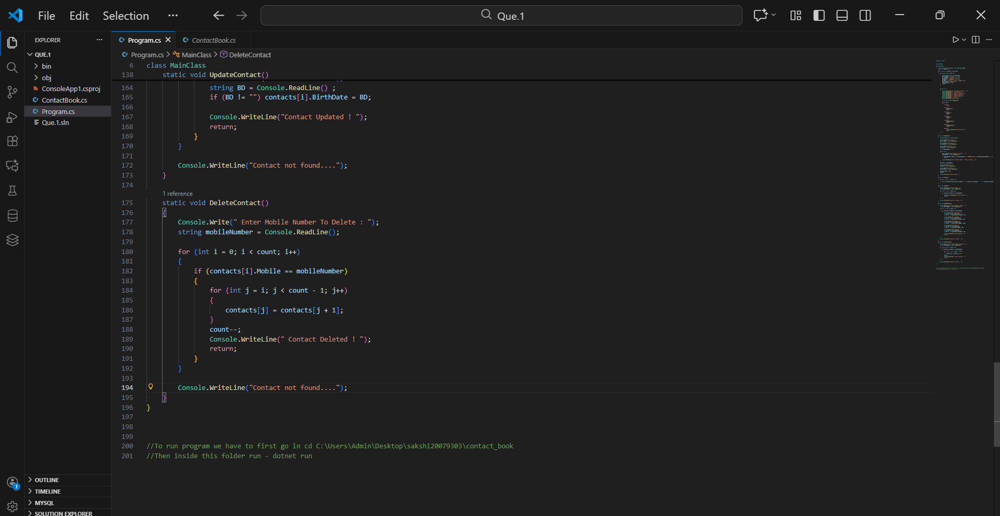 File Edit Selection ··· Que.1
EXPLORER ···
QUE.1
bin
obj
ConsoleApp1.csproj
ContactBook.cs
Program.cs
Que.1.sln
OUTLINE
TIMELINE
MYSQL
SOLUTION EXPLORER
1
Program.cs ContactBook.cs
Program.cs > MainClass > DeleteContact
6 class MainClass
138 static void UpdateContact()
164 string BD = Console.ReadLine() ;
165 if (BD != "") contacts[i].BirthDate = BD;
166
167 Console.WriteLine("Contact Updated ! ");
168 return;
169 }
170 }
171
172 Console.WriteLine("Contact not found....");
173 }
174
1 reference
175 static void DeleteContact()
176 {
177 Console.Write(" Enter Mobile Number To Delete : ");
178 string mobileNumber = Console.ReadLine();
179
180 for (int i = 0; i < count; i++)
181 {
182 if (contacts[i].Mobile == mobileNumber)
183 {
184 for (int j = i; j < count - 1; j++)
185 {
186 contacts[j] = contacts[j + 1];
187 }
188 count--;
189 Console.WriteLine(" Contact Deleted ! ");
190 return;
191 }
192 }
193
194 Console.WriteLine("Contact not found....");
195 }
196 }
197
198
199
200 //To run program we have to first go in cd C:\Users\Admin\Desktop\sakshi20079303\contact_book
201 //Then inside this folder run - dotnet run